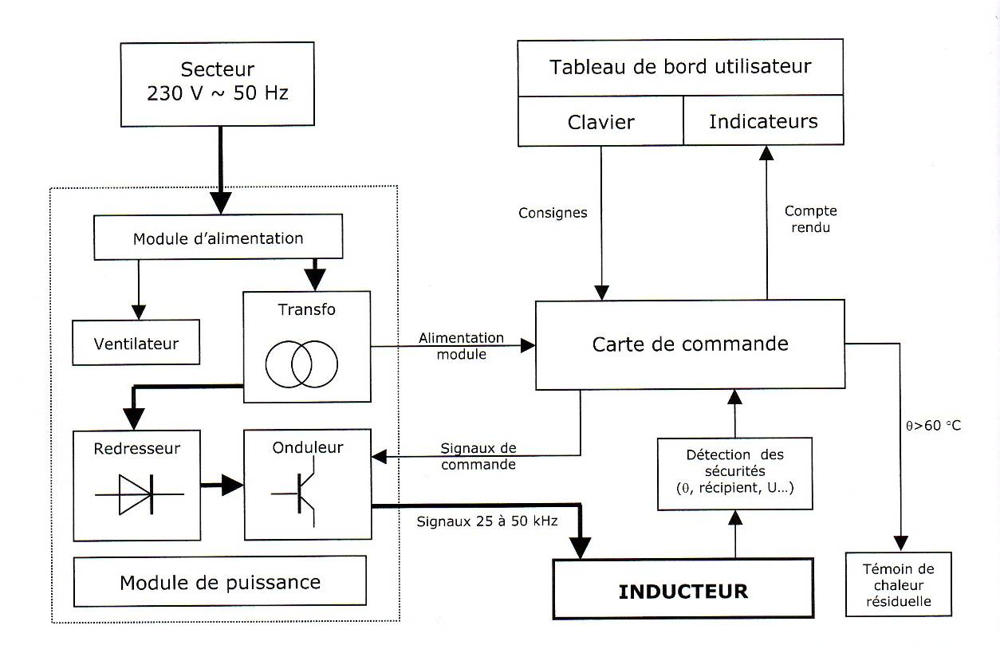 Secteur
230 V ~ 50 Hz
Tableau de bord utilisateur
Clavier
Indicateurs
Consignes
Compte
rendu
Module d'alimentation
Transfo
Ventilateur
Alimentation
module
Carte de commande
Redresseur
Onduleur
Signaux de
commande
θ>60 °C
Détection des
sécurités
(θ, récipient, U...)
Signaux 25 à 50 kHz
Module de puissance
INDUCTEUR
Témoin de
chaleur
résiduelle